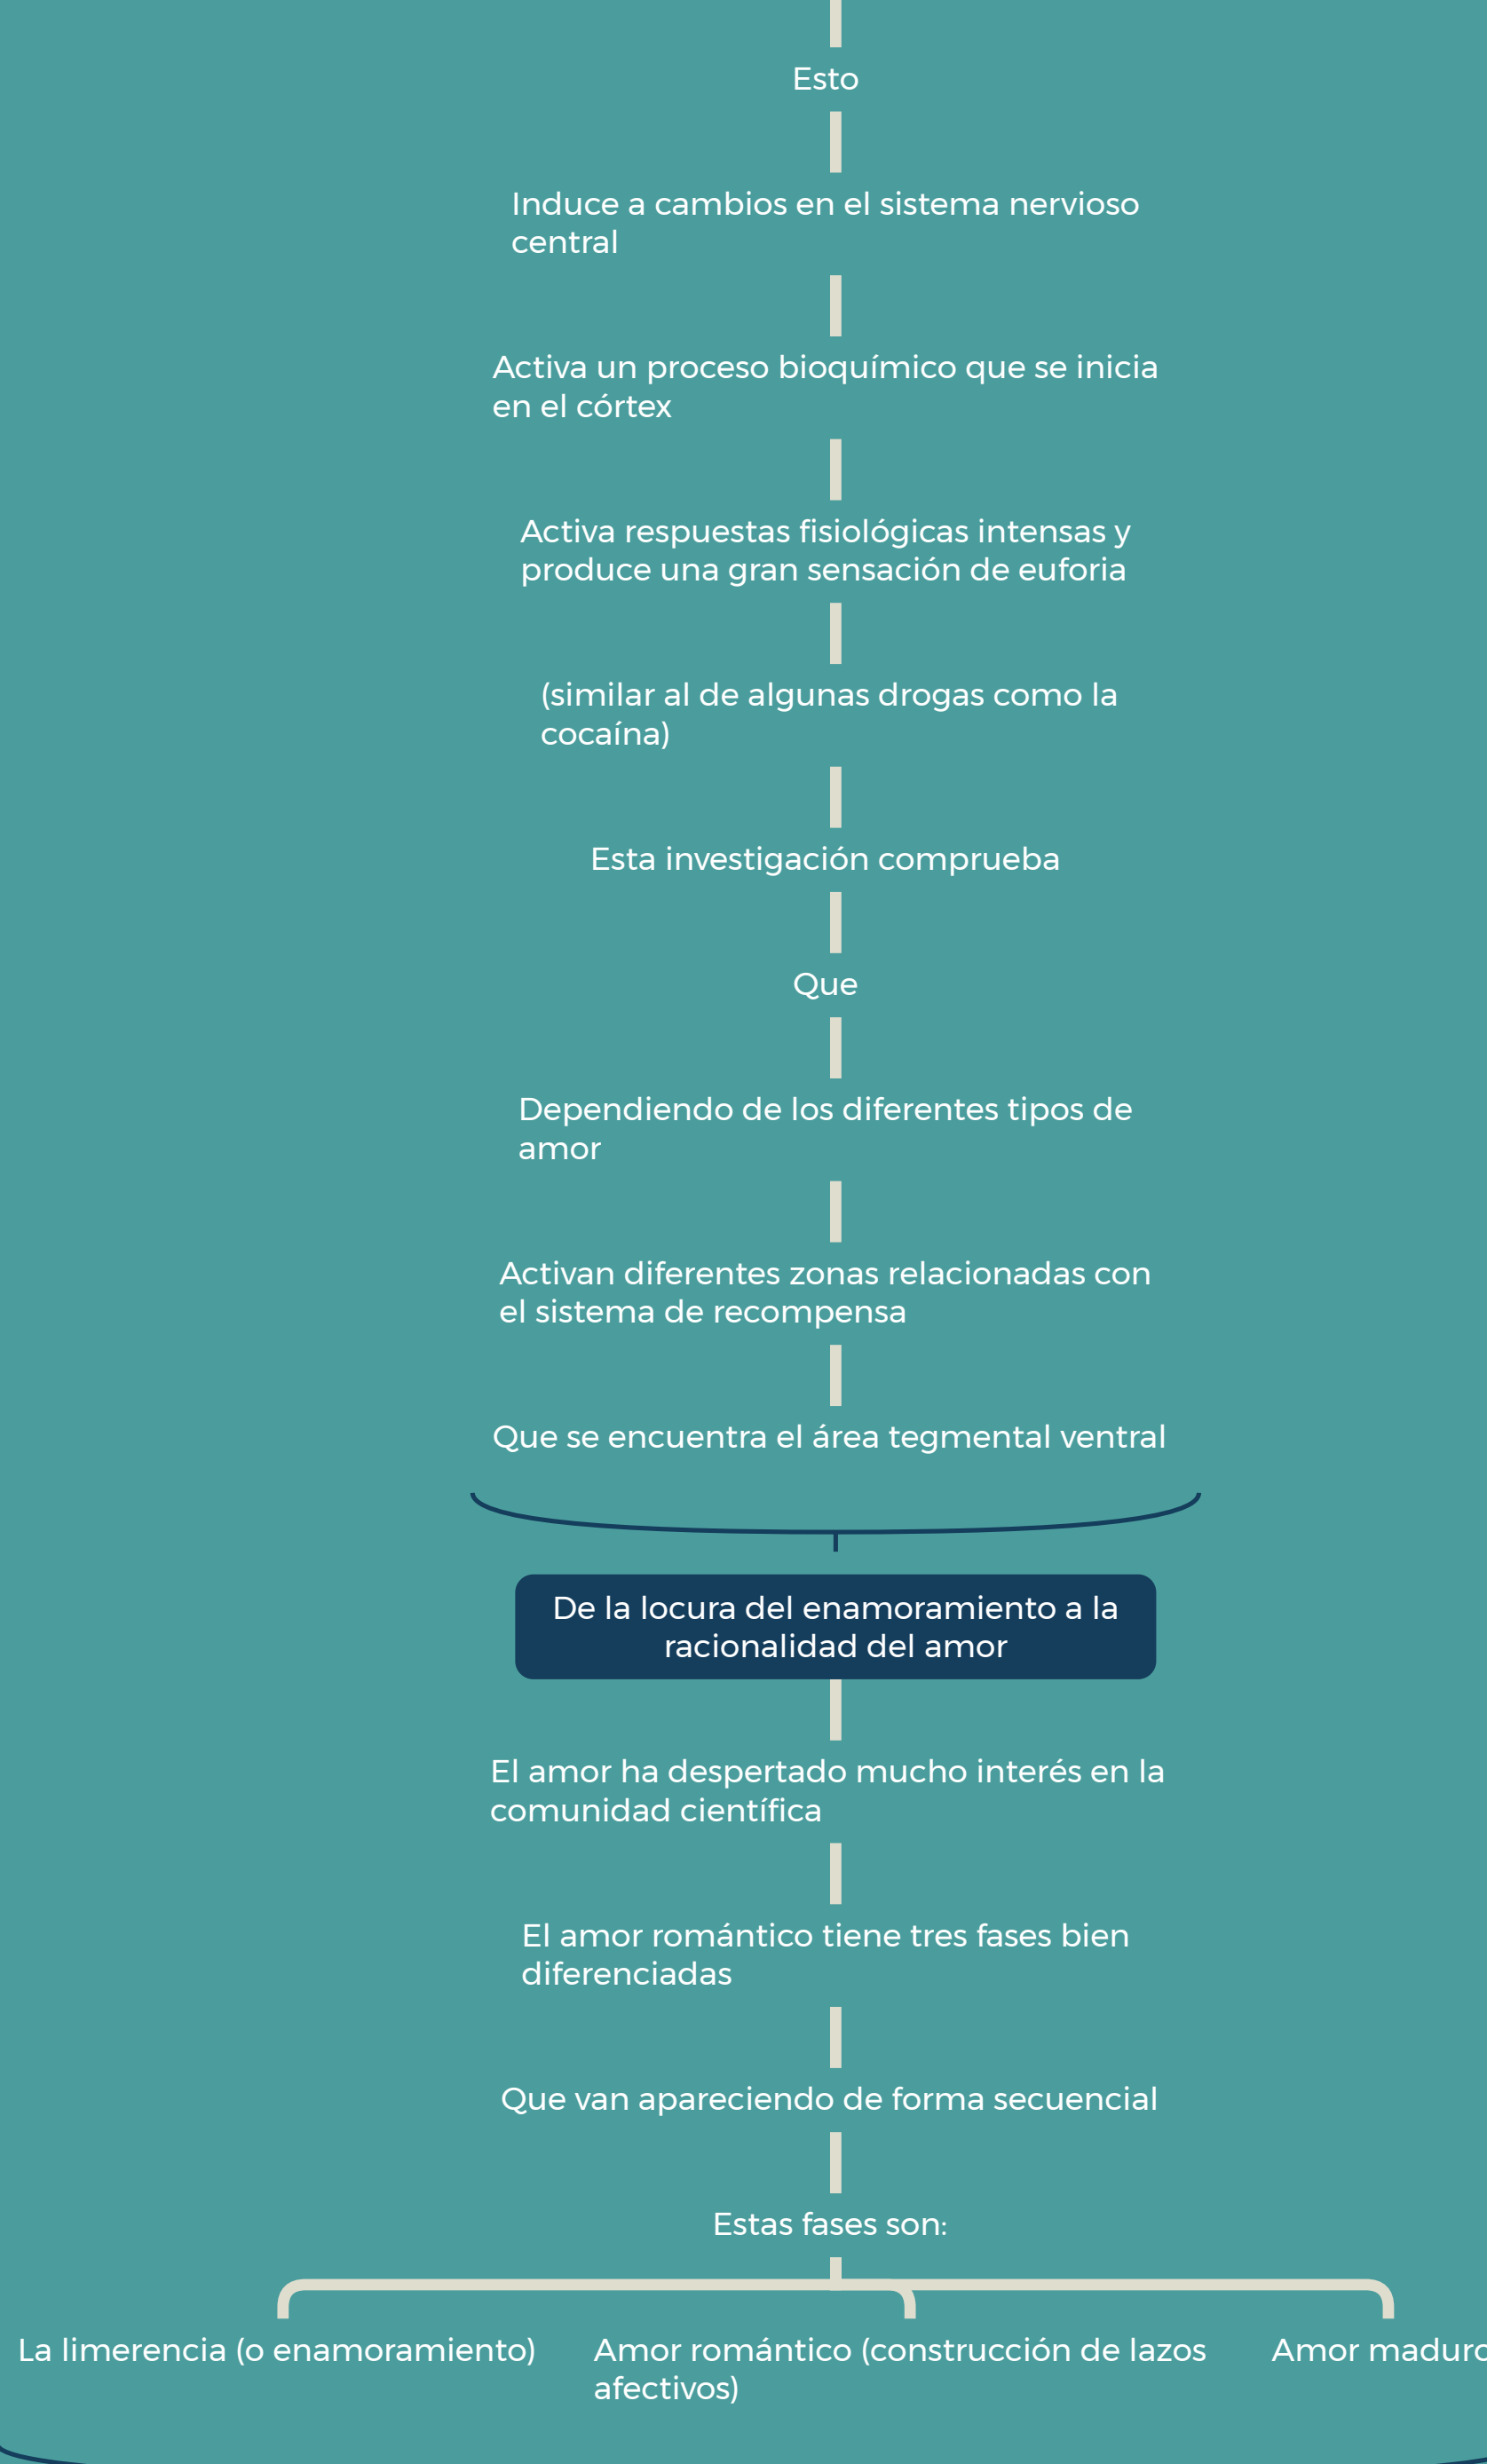 Esto
Induce a cambios en el sistema nervioso
central
Activa un proceso bioquímico que se inicia
en el córtex
Activa respuestas fisiológicas intensas y
produce una gran sensación de euforia
(similar al de algunas drogas como la
cocaína)
Esta investigación comprueba
Que
Dependiendo de los diferentes tipos de
amor
Activan diferentes zonas relacionadas con
el sistema de recompensa
Que se encuentra el área tegmental ventral
De la locura del enamoramiento a la
racionalidad del amor
El amor ha despertado mucho interés en la
comunidad científica
El amor romántico tiene tres fases bien
diferenciadas
Que van apareciendo de forma secuencial
Estas fases son:
La limerencia (o enamoramiento)
Amor romántico (construcción de lazos
afectivos)
Amor maduro